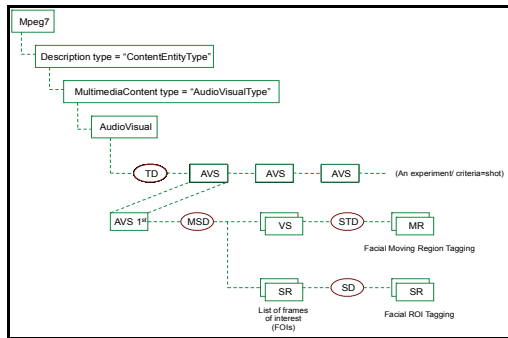 Mpeg7
Description type = “ContentEntityType”
MultimediaContent type = “AudioVisualType”
AudioVisual
TD AVS AVS AVS (An experiment/ criteria=shot)
AVS 1st MSD VS STD MR
Facial Moving Region Tagging
SR SD SR
List of frames of interest (FOIs)
Facial ROI Tagging